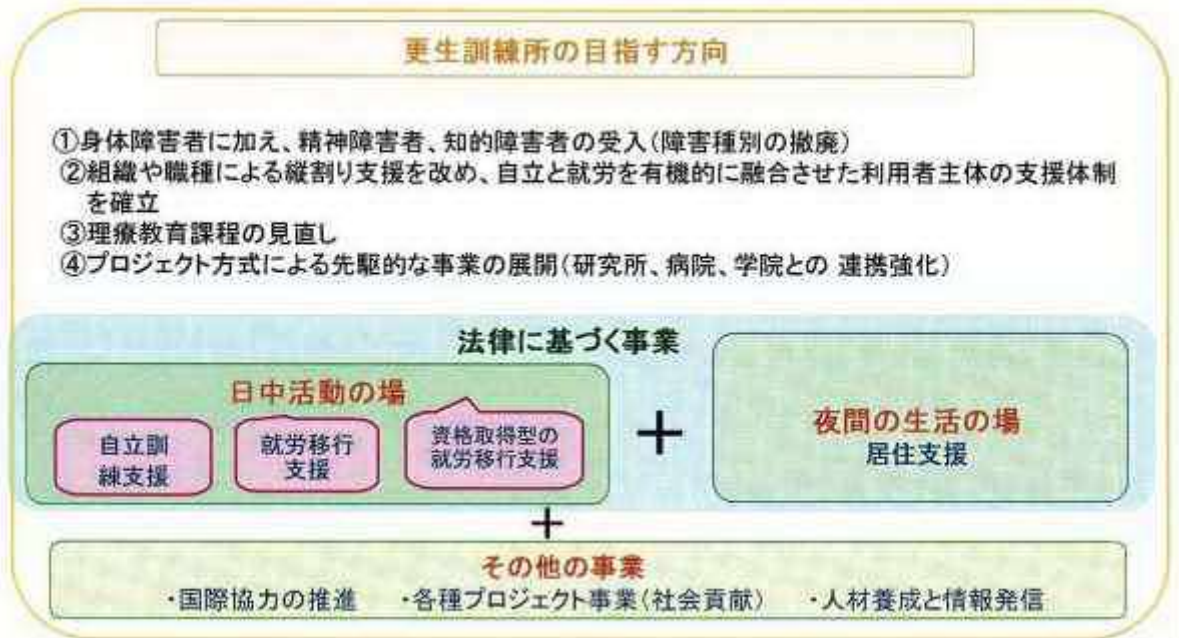 更生訓練所の目指す方向
①身体障害者に加え、精神障害者、知的障害者の受入(障害種別の撤廃)
②組織や職種による縦割り支援を改め、自立と就労を有機的に融合させた利用者主体の支援体制
を確立
③理療教育課程の見直し
④プロジェクト方式による先駆的な事業の展開(研究所、病院、学院との 連携強化)
法律に基づく事業
日中活動の場
自立訓
練支援
就労移行
支援
資格取得型の
就労移行支援
+
夜間の生活の場
居住支援
+
その他の事業
・国際協力の推進 ・各種プロジェクト事業(社会貢献) ・人材養成と情報発信